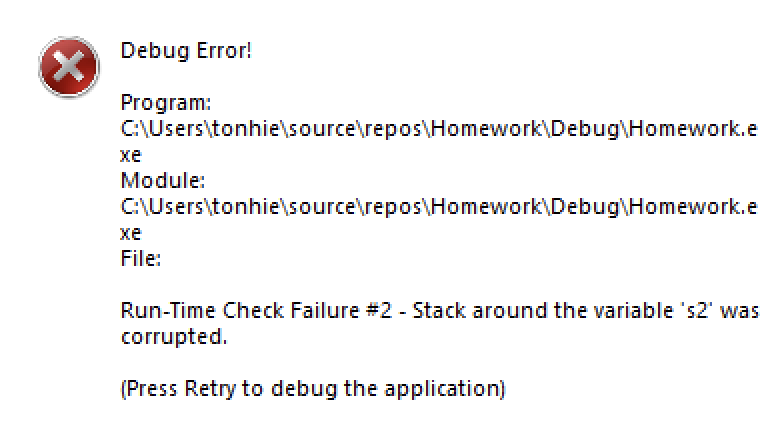 Debug Error!
Program:
C:\Users\tonhie\source\repos\Homework\Debug\Homework.e
xe
Module:
C:\Users\tonhie\source\repos\Homework\Debug\Homework.e
xe
File:
Run-Time Check Failure #2 - Stack around the variable 's2' was
corrupted.
(Press Retry to debug the application)